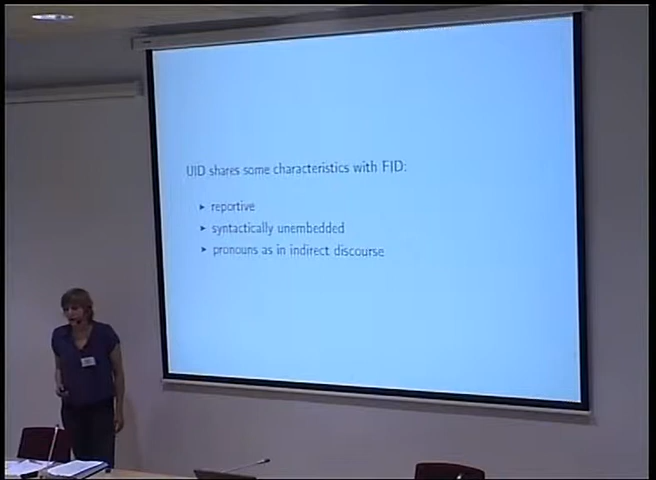 UID shares some characteristics with FID:
▸ reportive
▸ syntactically unembedded
▸ pronouns as in indirect discourse